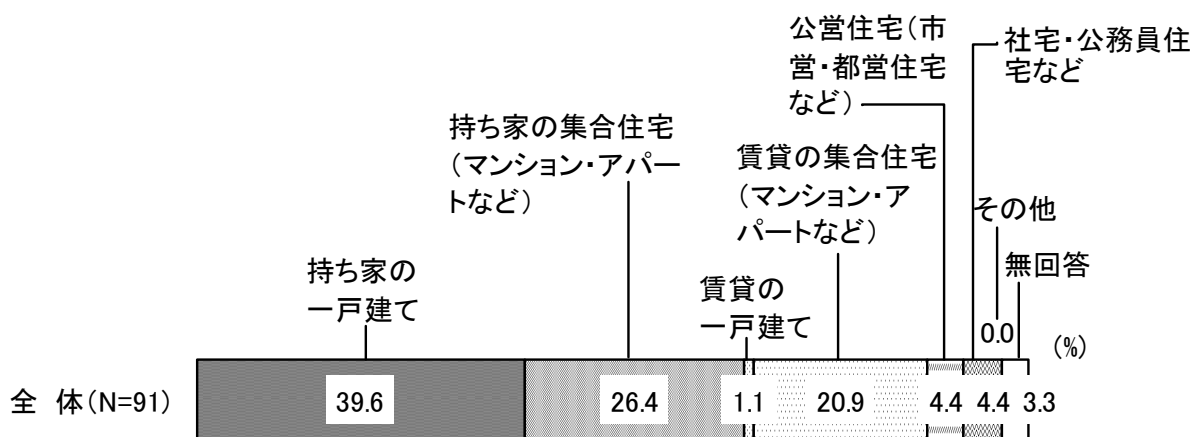 公営住宅（市
営・都営住宅
など）
社宅・公務員住
宅など
持ち家の集合住宅
（マンション・アパー
トなど）
賃貸の集合住宅
（マンション・ア
パートなど）
その他
無回答
持ち家の
一戸建て
賃貸の
一戸建て
0.0
(%)
全 体(N=91)
39.6
26.4
1.1
20.9
4.4
4.4
3.3